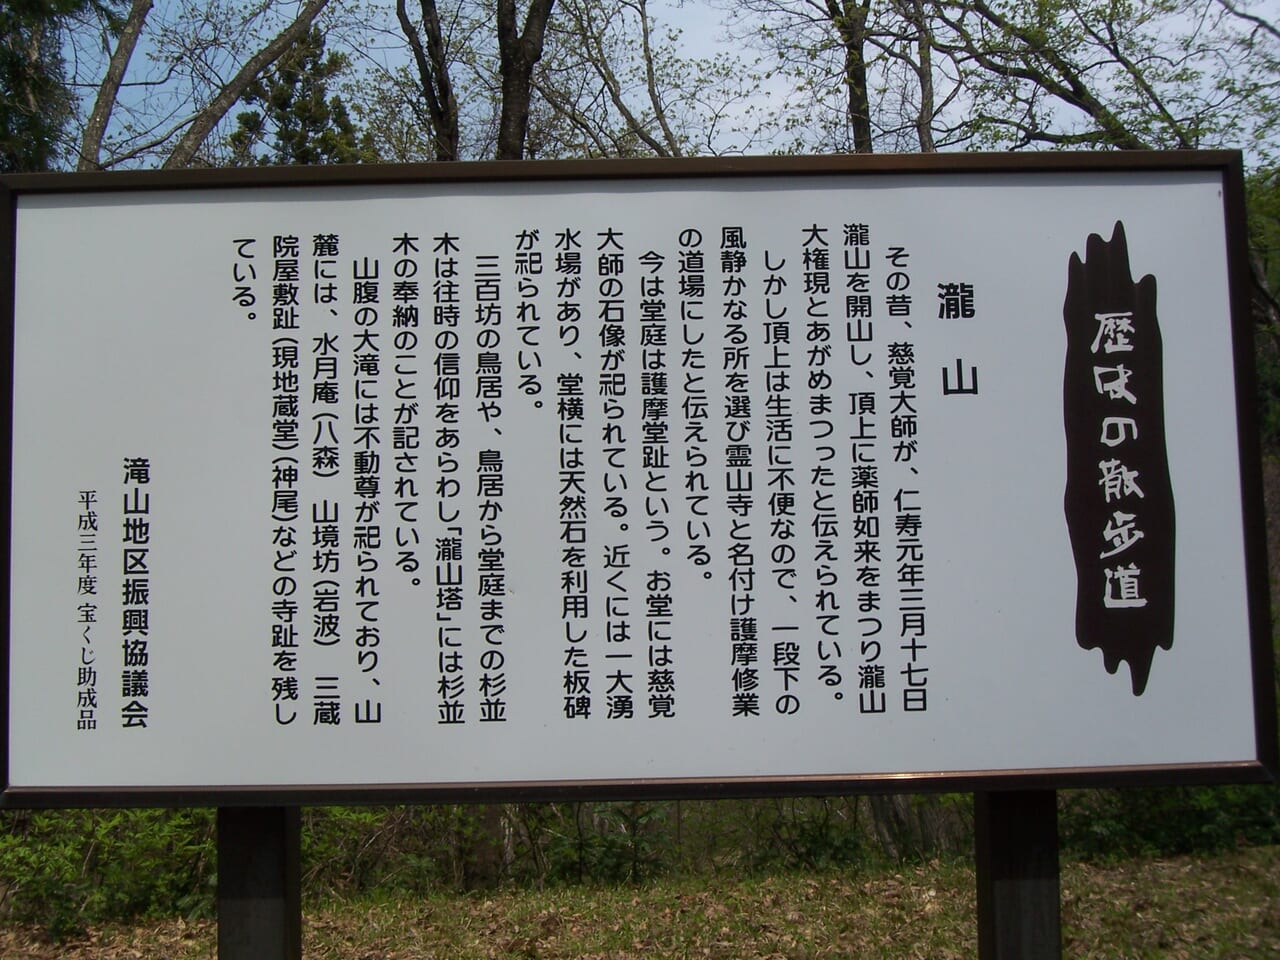 歴史の散歩道
瀧山
その昔、慈覚大師が、仁寿元年三月十七日
瀧山を開山し、頂上に薬師如来をまつり瀧山
大権現とあがめまつったと伝えられている。
しかし頂上は生活に不便なので、一段下の
風静かなる所を選び霊山寺と名付け護摩修業
の道場にしたと伝えられている。
今は堂庭は護摩堂趾という。お堂には慈覚
大師の石像が祀られている。近くには一大湧
水場があり、堂横には天然石を利用した板碑
が祀られている。
三百坊の鳥居や、鳥居から堂庭までの杉並
木は往時の信仰をあらわし「瀧山塔」には杉並
木の奉納のことが記されている。
山腹の大滝には不動尊が祀られており、山
麓には、水月庵(八森) 山境坊(岩波) 三蔵
院屋敷趾(現地蔵堂)(神尾)などの寺趾を残し
ている。
滝山地区振興協議会
平成三年度 宝くじ助成品